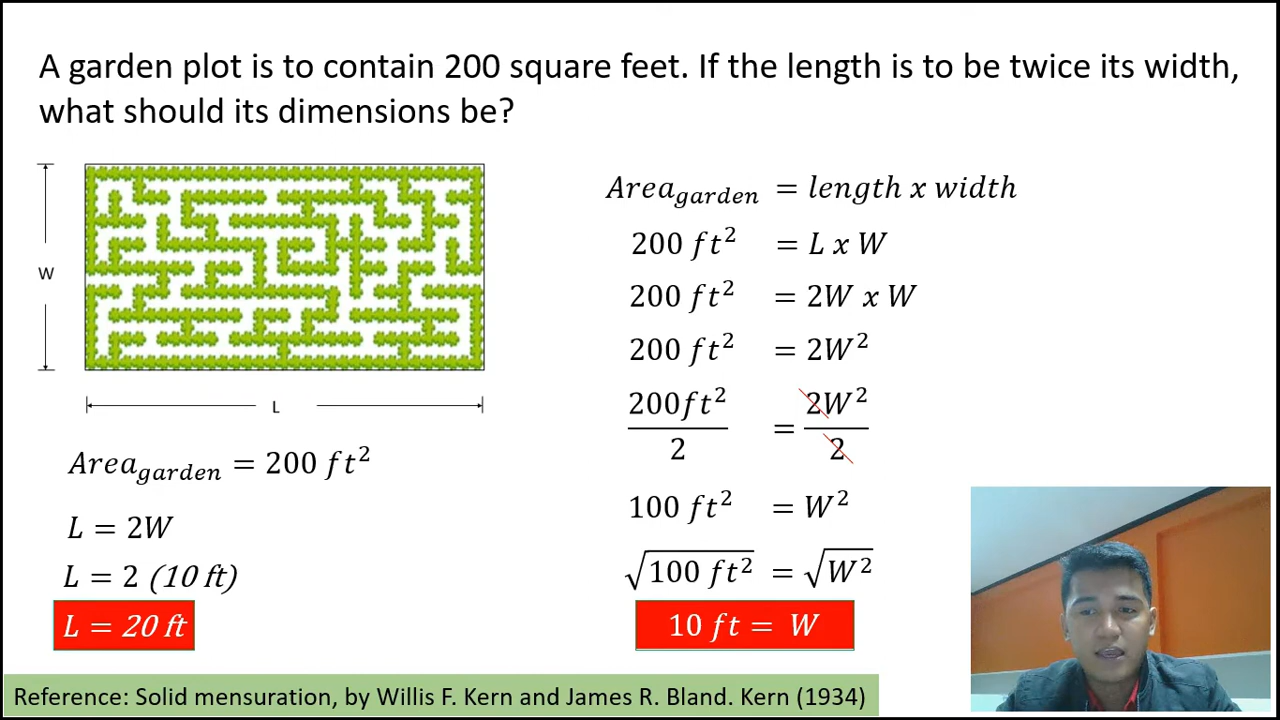 A garden plot is to contain 200 square feet. If the length is to be twice its width,
what should its dimensions be?
W
L
Area_garden = 200 ft²
L = 2W
L = 2 (10 ft)
L = 20 ft
Area_garden = length x width
200 ft² = L x W
200 ft² = 2W x W
200 ft² = 2W²
200ft²/2 = 2W²/2
100 ft² = W²
√100 ft² = √W²
10 ft = W
Reference: Solid mensuration, by Willis F. Kern and James R. Bland. Kern (1934)